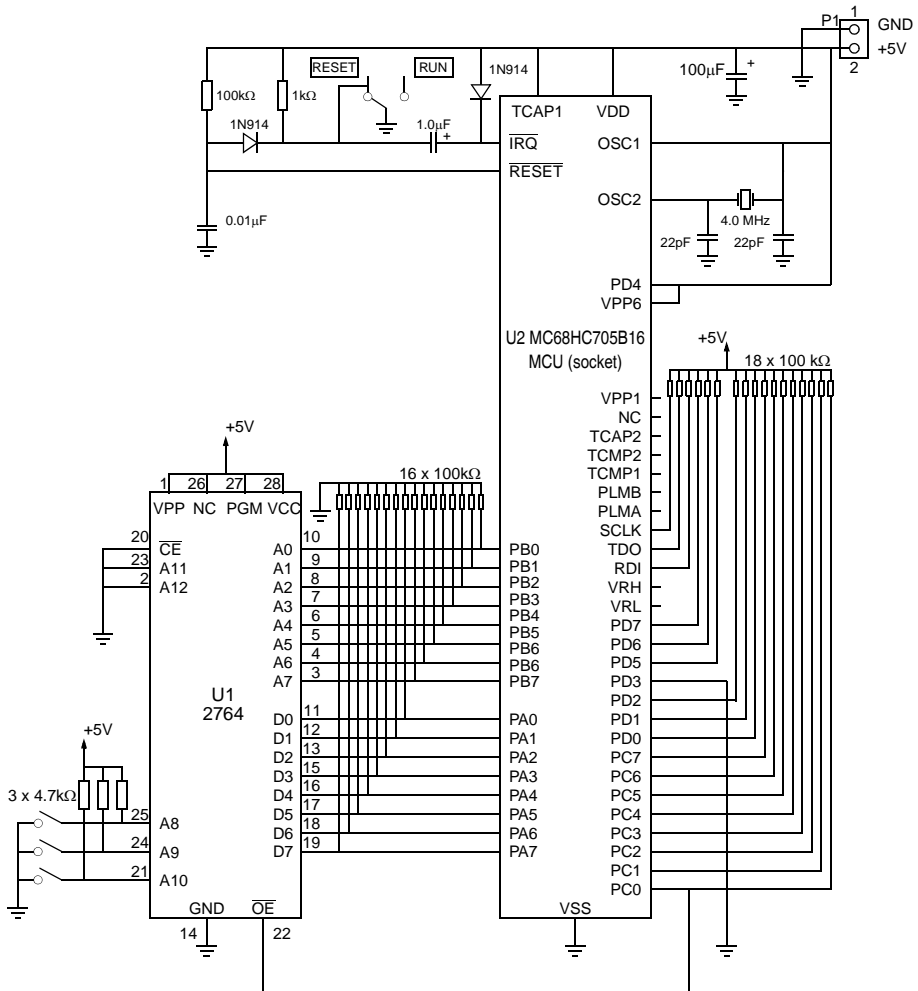 P1
1
GND
+5V
2
RESET
RUN
1N914
100kΩ
1kΩ
100µF
+
TCAP1
VDD
1N914
1.0µF
+
IRQ
OSC1
RESET
OSC2
4.0 MHz
0.01µF
22pF
22pF
PD4
VPP6
U2 MC68HC705B16
MCU (socket)
+5V
18 x 100 kΩ
VPP1
NC
TCAP2
TCMP2
TCMP1
PLMB
PLMA
SCLK
TDO
RDI
VRH
VRL
PD7
PD6
PD5
PD3
PD2
PD1
PD0
PC7
PC6
PC5
PC4
PC3
PC2
PC1
PC0
+5V
16 x 100kΩ
1
26
27
28
VPP
NC
PGM
VCC
20
CE
23
A11
2
A12
10
A0
9
A1
8
A2
7
A3
6
A4
5
A5
4
A6
3
A7
PB0
PB1
PB2
PB3
PB4
PB5
PB6
PB6
PB7
U1
2764
11
D0
12
D1
13
D2
15
D3
16
D4
17
D5
18
D6
19
D7
PA0
PA1
PA2
PA3
PA4
PA5
PA6
PA7
+5V
3 x 4.7kΩ
25
A8
24
A9
21
A10
GND
OE
14
22
VSS